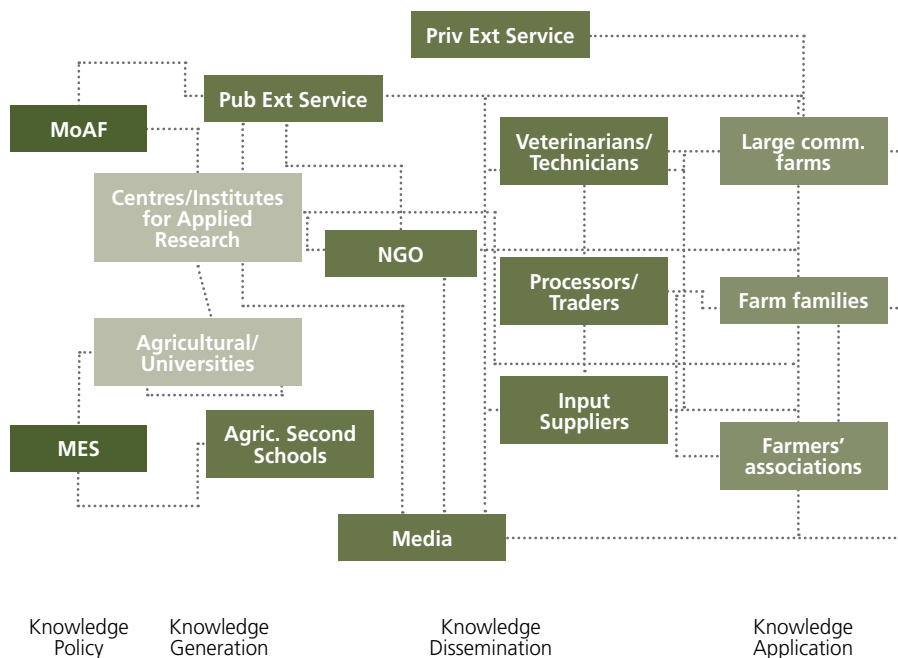 Priv Ext Service
Pub Ext Service
MoAF
Veterinarians/
Technicians
Large comm.
farms
Centres/Institutes
for Applied
Research
NGO
Processors/
Traders
Farm families
Agricultural/
Universities
Input
Suppliers
MES
Agric. Second
Schools
Farmers’
associations
Media
Knowledge
Policy
Knowledge
Generation
Knowledge
Dissemination
Knowledge
Application